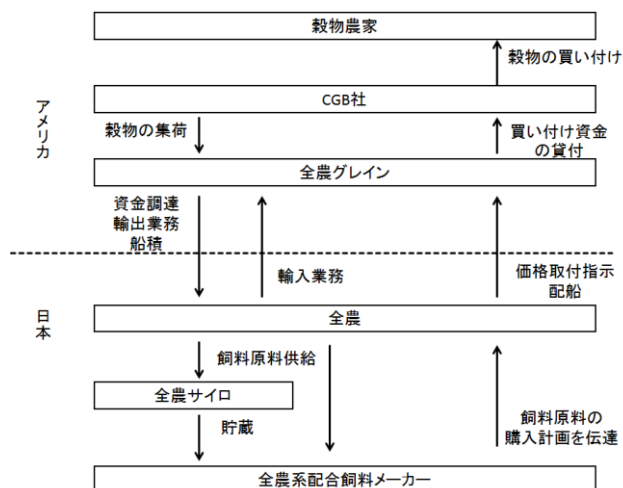 穀物農家
穀物の買い付け
CGB社
アメリカ
穀物の集荷
買い付け資金
の貸付
全農グレイン
資金調達
輸出業務
船積
輸入業務
価格取付指示
配船
日本
全農
飼料原料供給
全農サイロ
貯蔵
飼料原料の
購入計画を伝達
全農系配合飼料メーカー